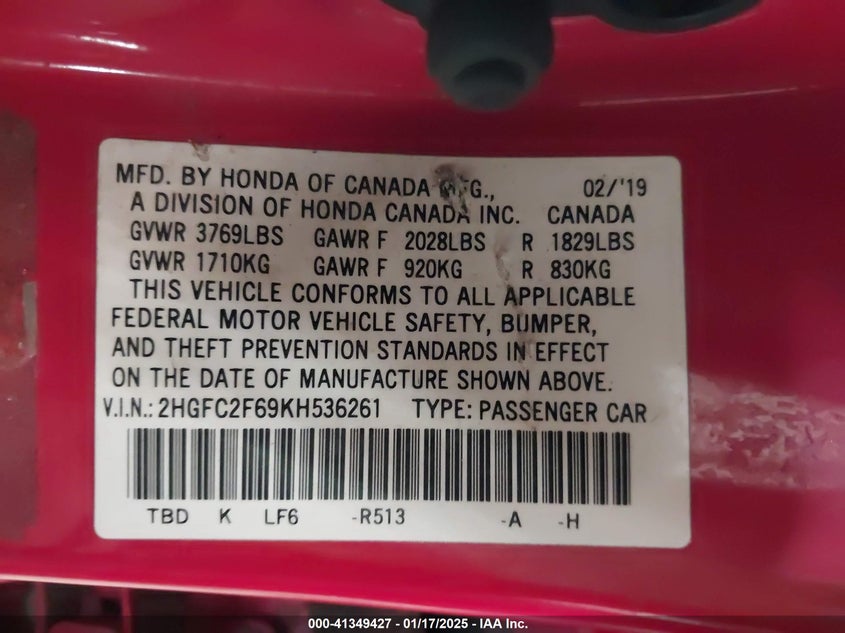 MFD. BY HONDA OF CANADA MFG., 02/'19
A DIVISION OF HONDA CANADA INC. CANADA
GVWR 3769LBS GAWR F 2028LBS R 1829LBS
GVWR 1710KG GAWR F 920KG R 830KG
THIS VEHICLE CONFORMS TO ALL APPLICABLE
FEDERAL MOTOR VEHICLE SAFETY, BUMPER,
AND THEFT PREVENTION STANDARDS IN EFFECT
ON THE DATE OF MANUFACTURE SHOWN ABOVE.
V.I.N.: 2HGFC2F69KH536261 TYPE: PASSENGER CAR
TBD K LF6 -R513 -A -H
000-41349427 - 01/17/2025 - IAA Inc.